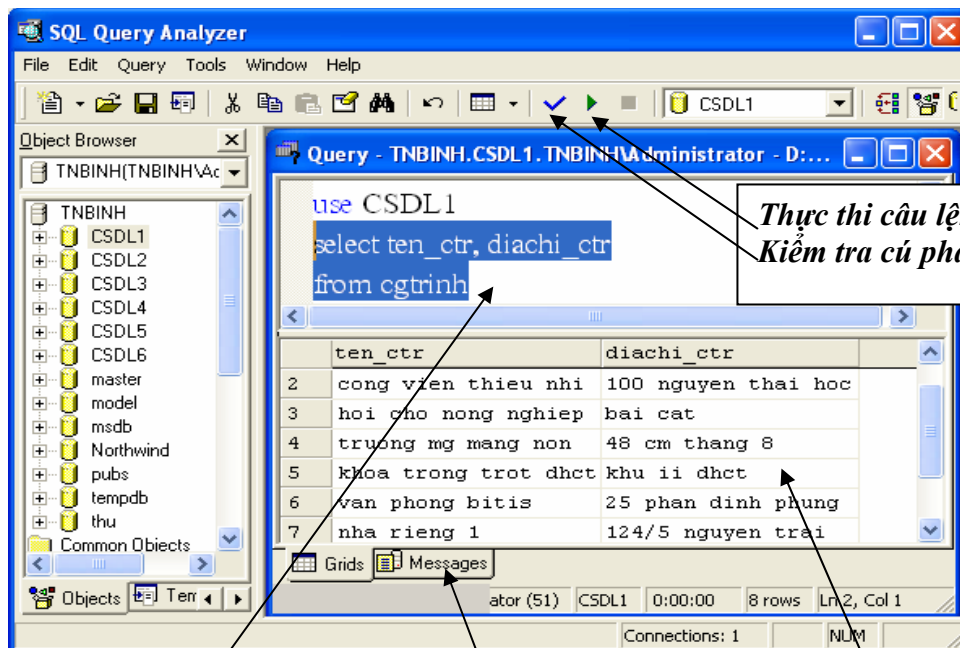 SQL Query Analyzer
File Edit Query Tools Window Help
CSDL1
Object Browser
TNBINH(TNBINH\Ac
TNBINH
CSDL1
CSDL2
CSDL3
CSDL4
CSDL5
CSDL6
master
model
msdb
Northwind
pubs
tempdb
thu
Common Objects
Objects Tem
Query - TNBINH.CSDL1.TNBINH\Administrator - D:...
use CSDL1
select ten_ctr, diachi_ctr
from cgtrinh
Thực thi câu
Kiểm tra cú
ten_ctr diachi_ctr
2 cong vien thieu nhi 100 nguyen thai hoc
3 hoi cho nong nghiep bai cat
4 truong mg mang non 48 cm thang 8
5 khoa trong trot dhct khu ii dhct
6 van phong bitis 25 phan dinh phung
7 nha rieng 1 124/5 nguyen trai
Grids Messages
ator (51) CSDL1 0:00:00 8 rows Ln 2, Col 1
Connections: 1 NUM